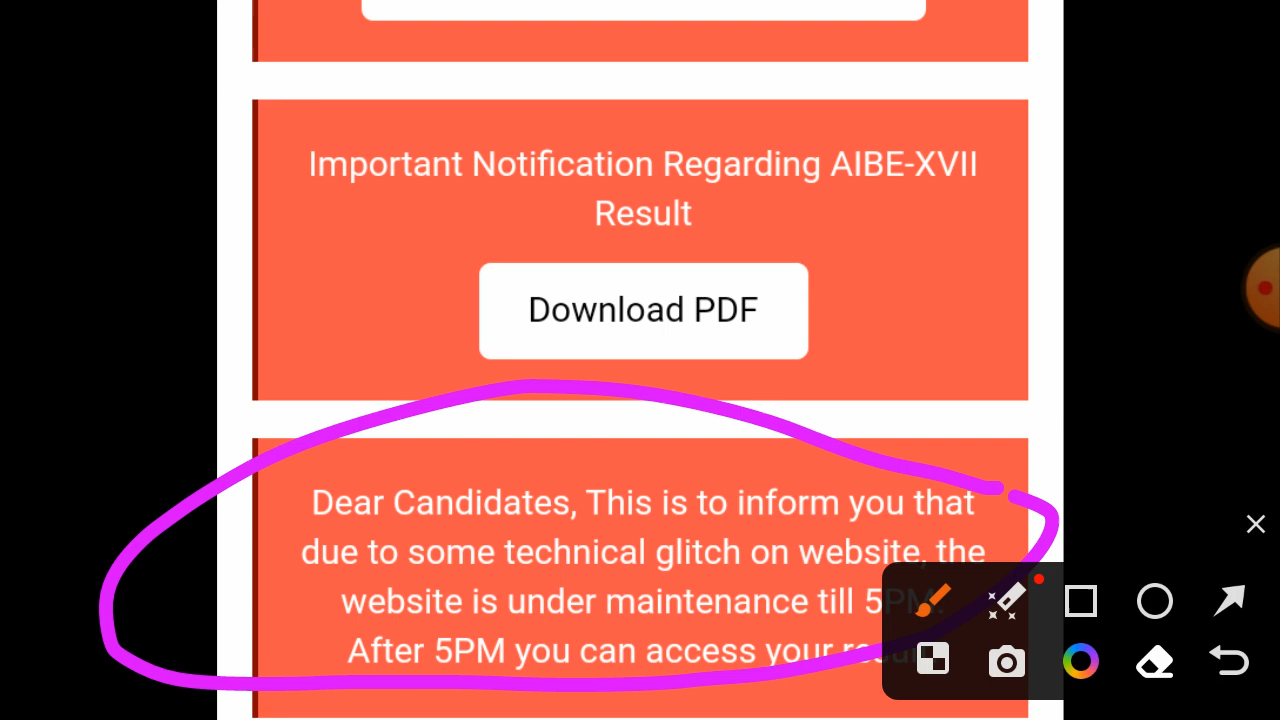 Important Notification Regarding AIBE-XVII
Result
Download PDF
Dear Candidates, This is to inform you that
due to some technical glitch on website, the
website is under maintenance till 5PM.
After 5PM you can access your result